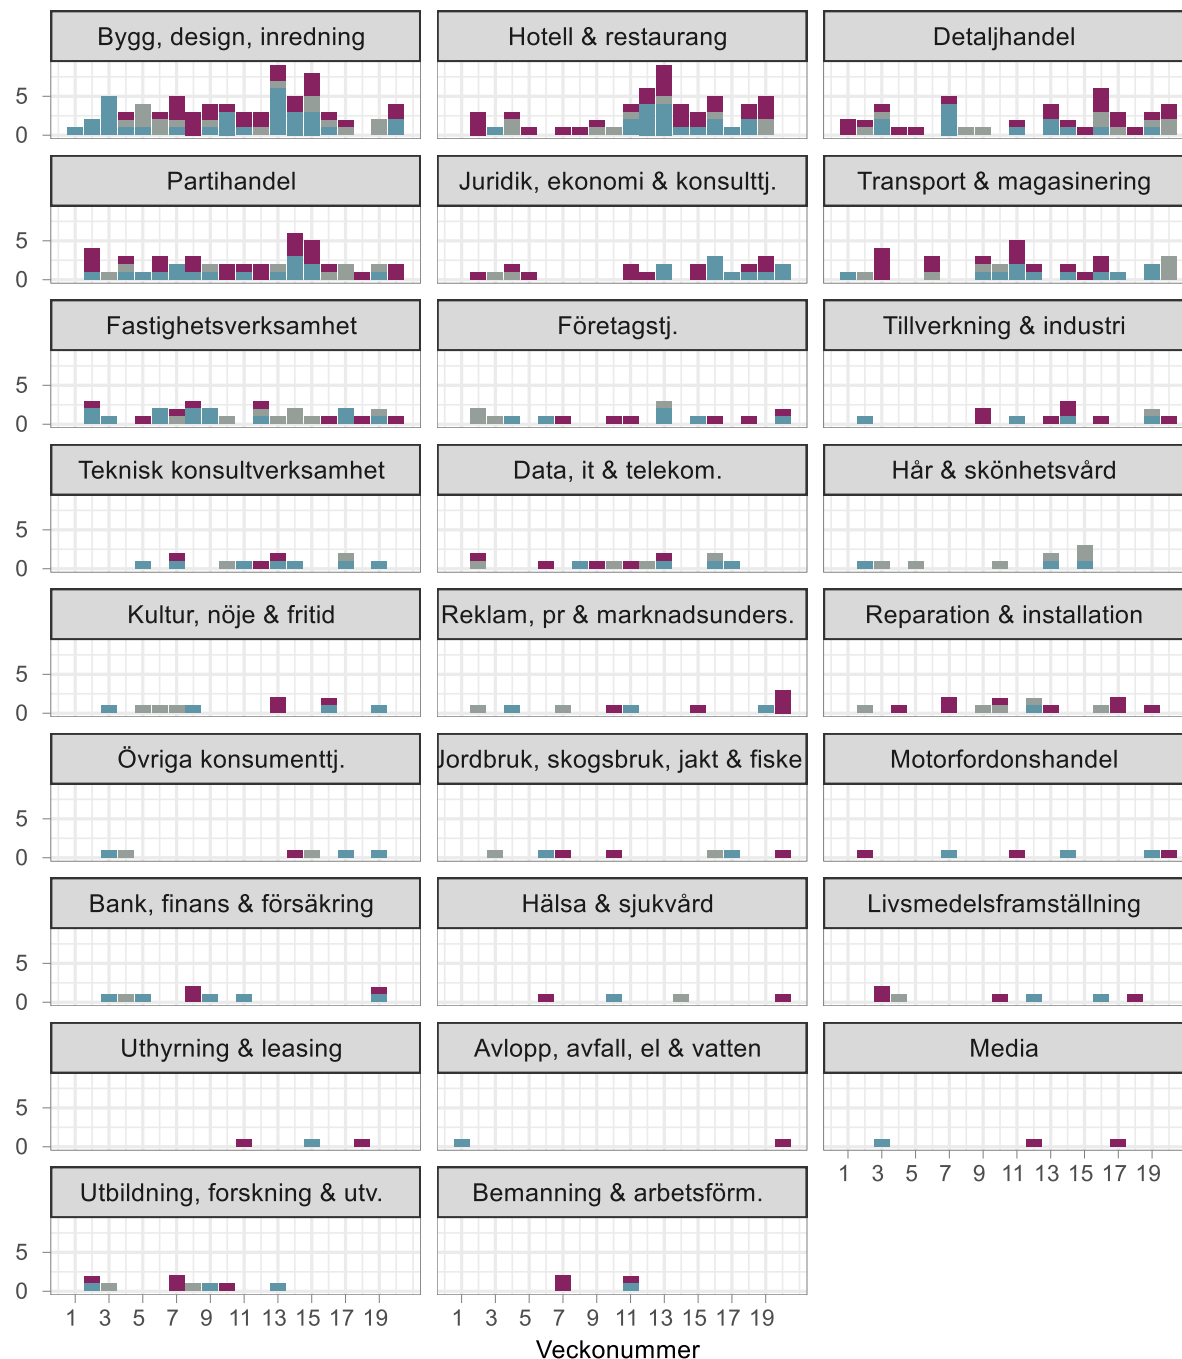 Bygg, design, inredning
Hotell & restaurang
Detaljhandel
5
0
Partihandel
Juridik, ekonomi & konsulttj.
Transport & magasinering
5
0
Fastighetsverksamhet
Företagstj.
Tillverkning & industri
5
0
Teknisk konsultverksamhet
Data, it & telekom.
Hår & skönhetsvård
5
0
Kultur, nöje & fritid
Reklam, pr & marknadsunders.
Reparation & installation
5
0
Övriga konsumenttj.
Jordbruk, skogsbruk, jakt & fiske
Motorfordonshandel
5
0
Bank, finans & försäkring
Hälsa & sjukvård
Livsmedelsframställning
5
0
Uthyrning & leasing
Avlopp, avfall, el & vatten
Media
5
0
1 3 5 7 9 11 13 15 17 19
Utbildning, forskning & utv.
Bemanning & arbetsförm.
5
0
1 3 5 7 9 11 13 15 17 19
1 3 5 7 9 11 13 15 17 19
Veckonummer